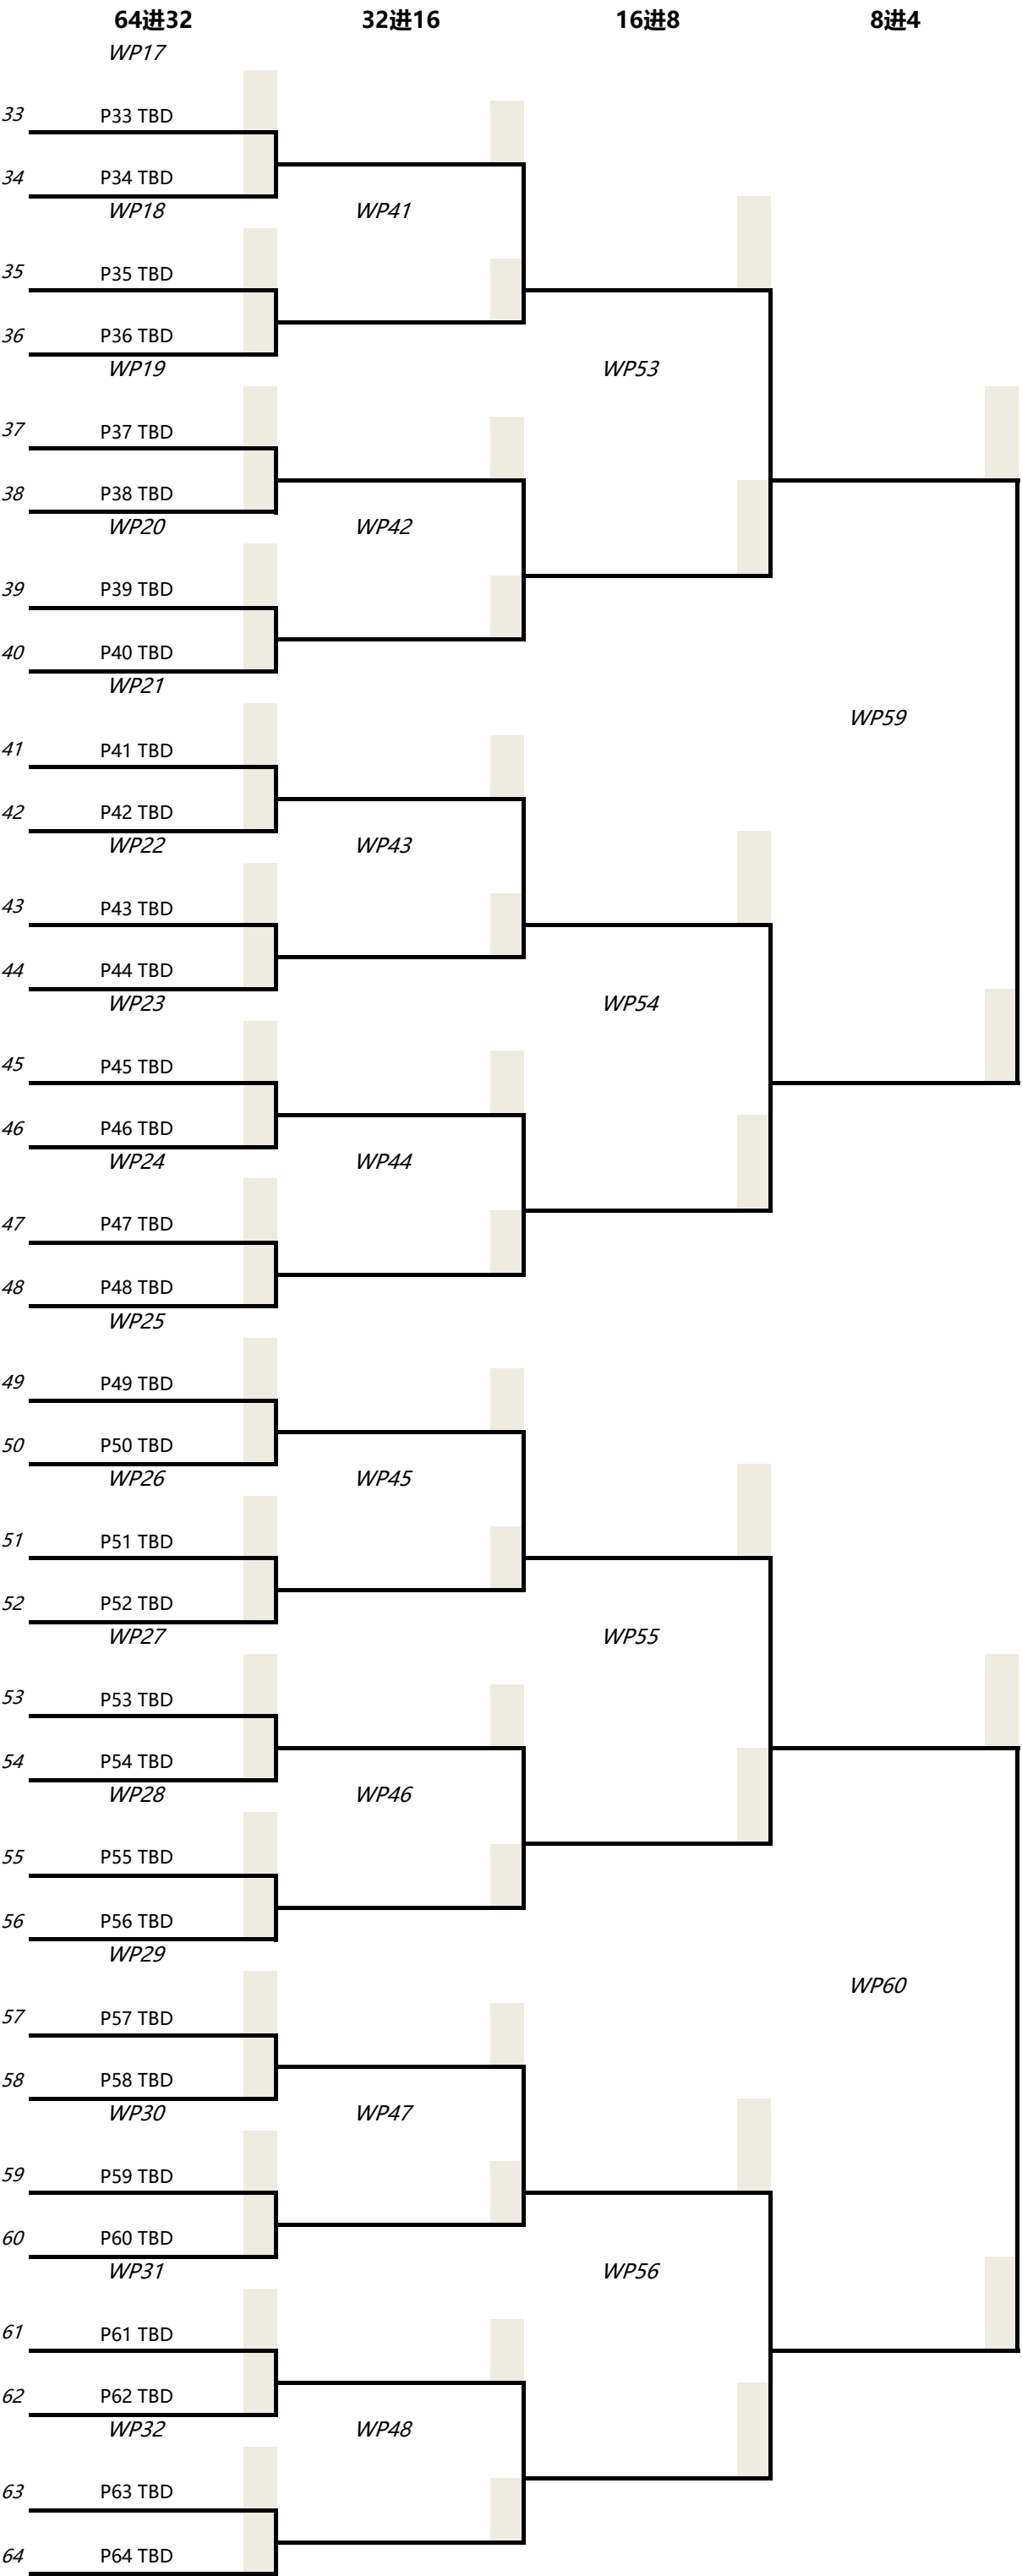 64进32 32进16 16进8 8进4
WP17
33 P33 TBD
34 P34 TBD
WP18 WP41
35 P35 TBD
36 P36 TBD
WP19 WP53
37 P37 TBD
38 P38 TBD
WP20 WP42
39 P39 TBD
40 P40 TBD
WP21
WP59
41 P41 TBD
42 P42 TBD
WP22 WP43
43 P43 TBD
44 P44 TBD
WP23 WP54
45 P45 TBD
46 P46 TBD
WP24 WP44
47 P47 TBD
48 P48 TBD
WP25
49 P49 TBD
50 P50 TBD
WP26 WP45
51 P51 TBD
52 P52 TBD
WP27 WP55
53 P53 TBD
54 P54 TBD
WP28 WP46
55 P55 TBD
56 P56 TBD
WP29
WP60
57 P57 TBD
58 P58 TBD
WP30 WP47
59 P59 TBD
60 P60 TBD
WP31 WP56
61 P61 TBD
62 P62 TBD
WP32 WP48
63 P63 TBD
64 P64 TBD